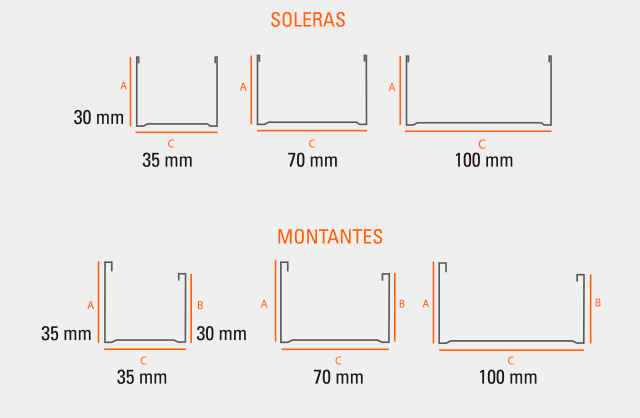 SOLERAS
A A A
30 mm
C C C
35 mm 70 mm 100 mm
MONTANTES
A B A B A B
35 mm 30 mm
C C C
35 mm 70 mm 100 mm